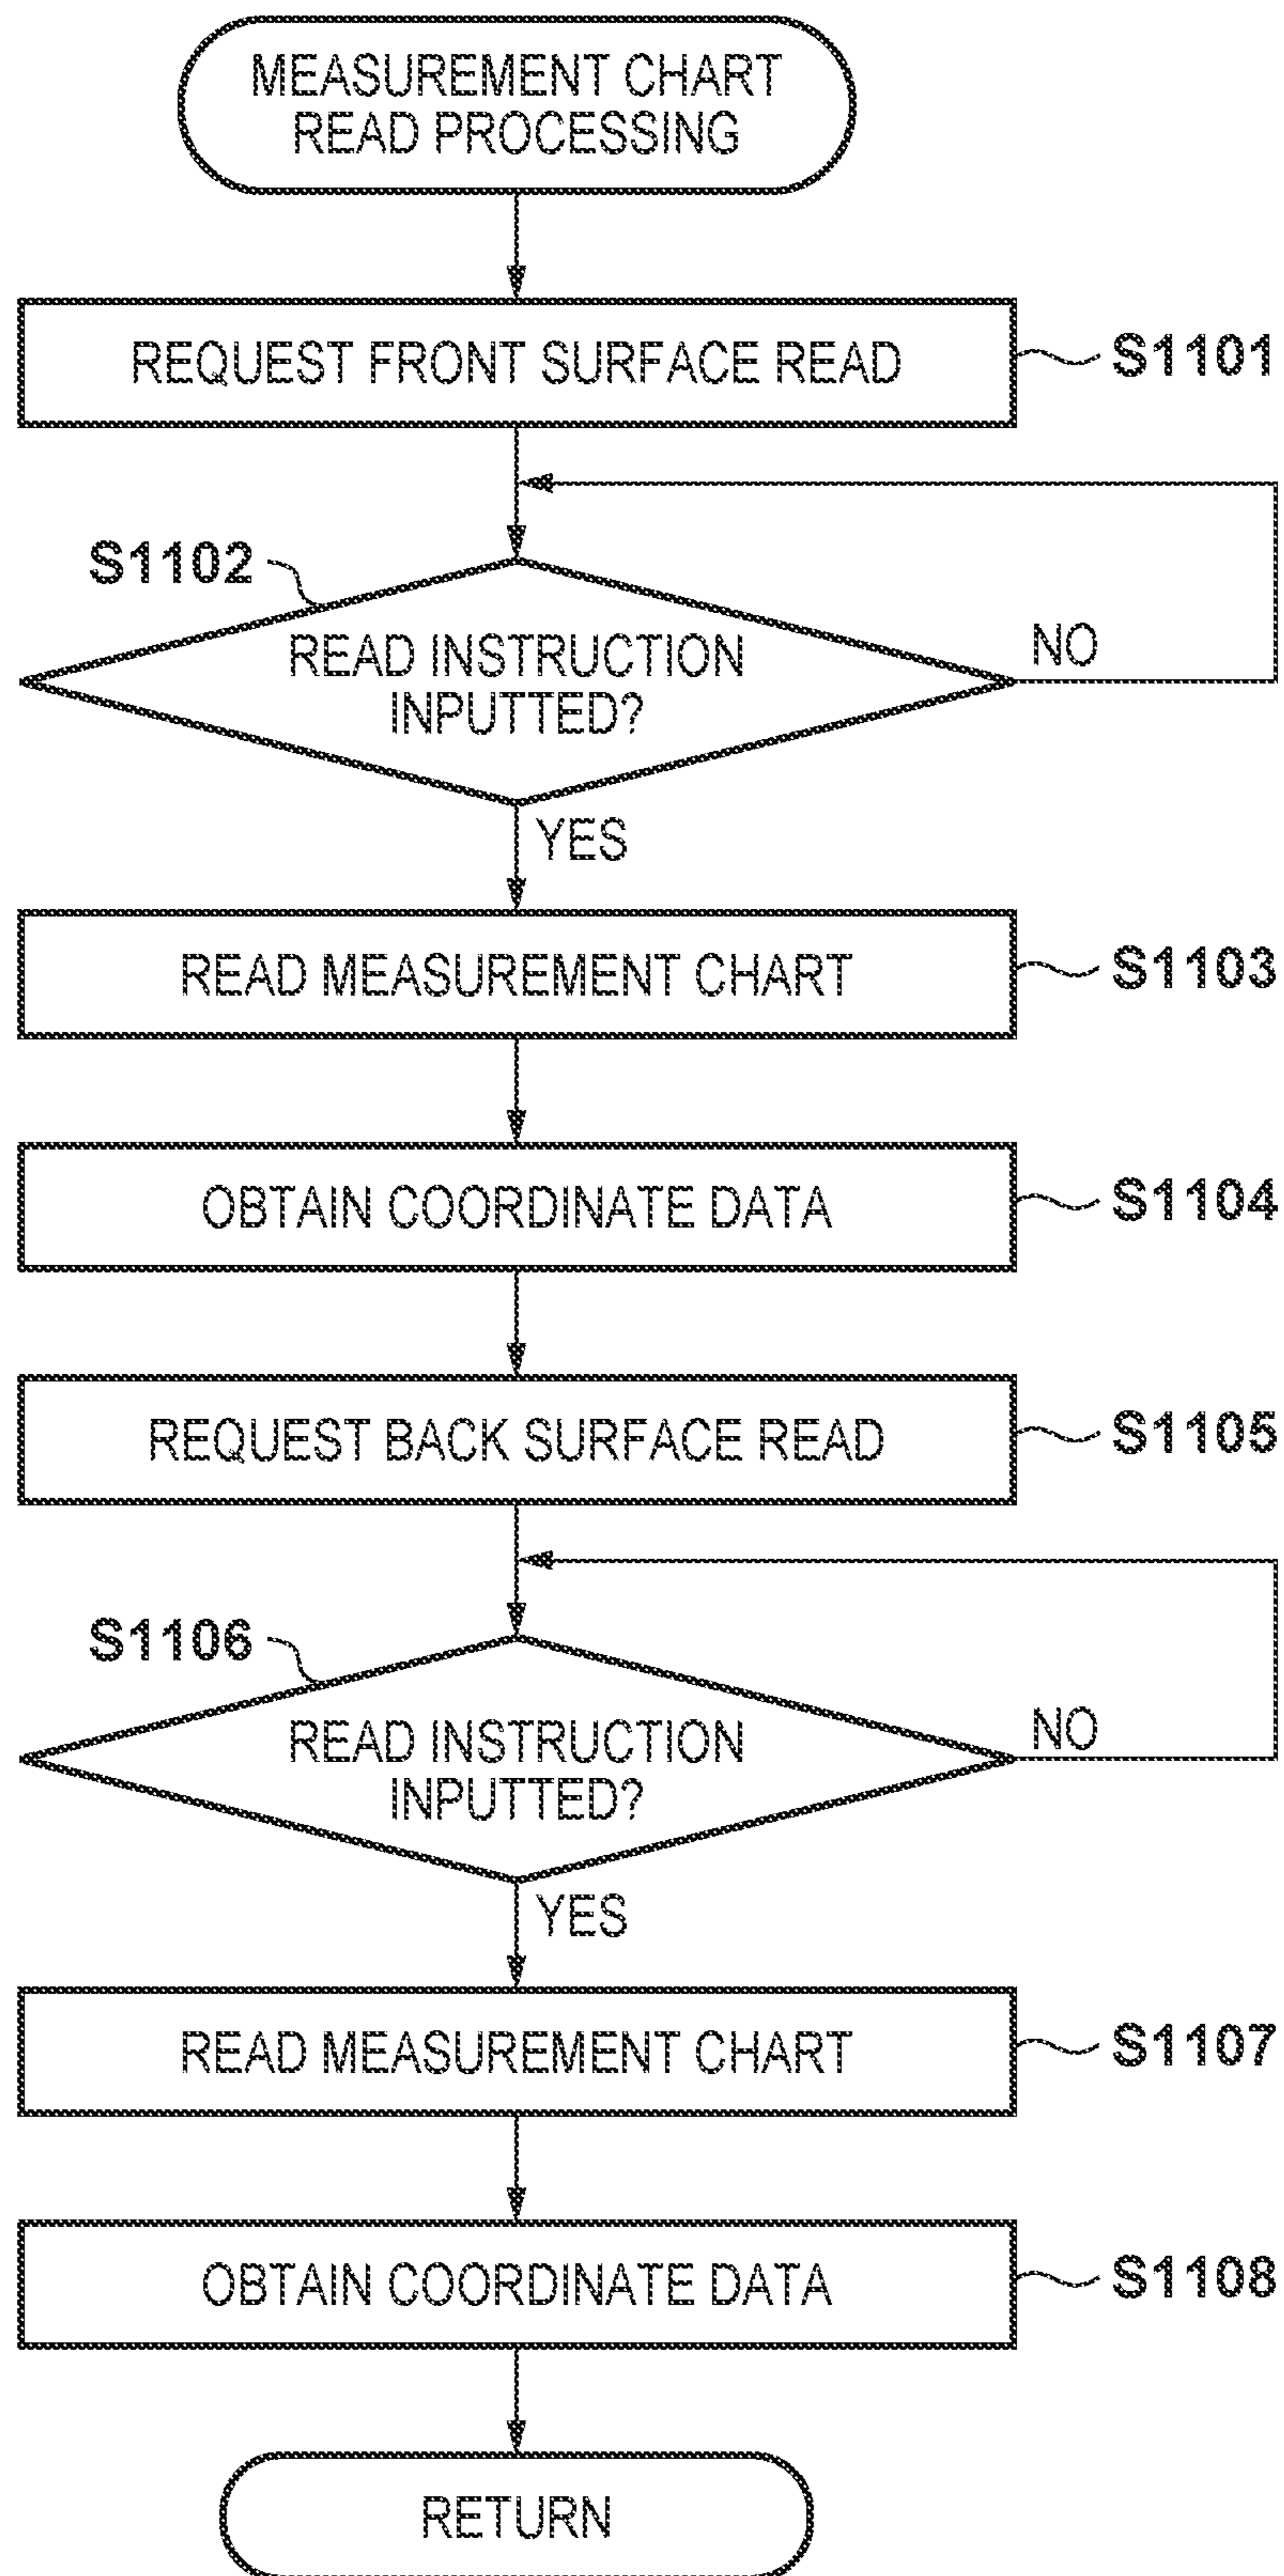 MEASUREMENT CHART
READ PROCESSING
REQUEST FRONT SURFACE READ
S1101
S1102
READ INSTRUCTION
INPUTTED?
NO
YES
READ MEASUREMENT CHART
S1103
OBTAIN COORDINATE DATA
S1104
REQUEST BACK SURFACE READ
S1105
S1106
READ INSTRUCTION
INPUTTED?
NO
YES
READ MEASUREMENT CHART
S1107
OBTAIN COORDINATE DATA
S1108
RETURN